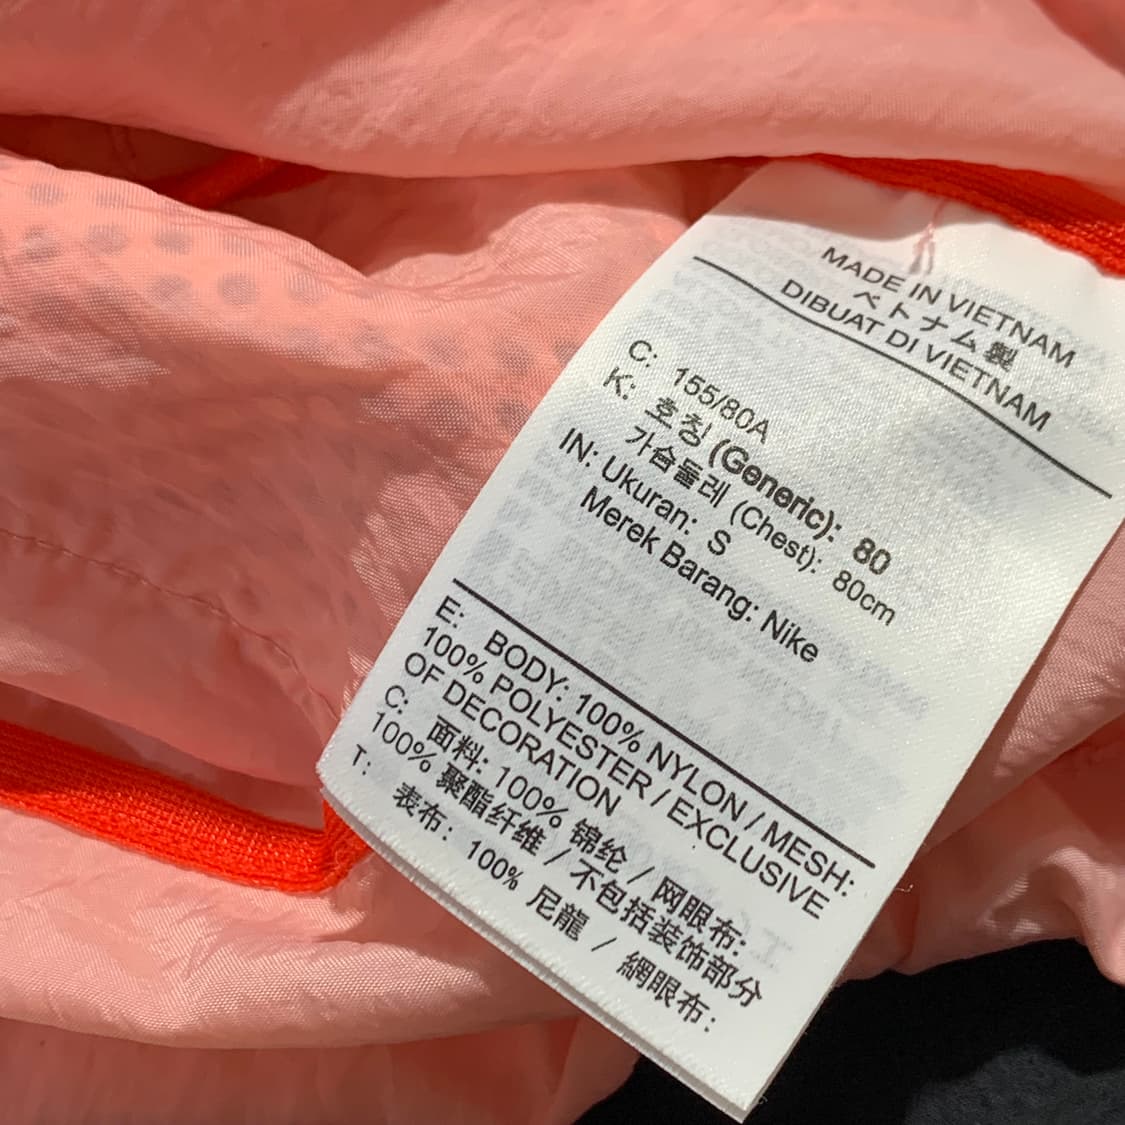 MADE IN VIETNAM
ベトナム製
DIBUAT DI VIETNAM
C: 155/80A
K: 호칭 (Generic): 80
가슴둘레 (Chest): 80cm
IN: Ukuran: S
Merek Barang: Nike
E: BODY: 100% NYLON / MESH:
100% POLYESTER / EXCLUSIVE
OF DECORATION
C: 面料: 100% 锦纶 / 网眼布:
100% 聚酯纤维 / 不包括装饰部分
T: 表布: 100% 尼龍 / 網眼布: